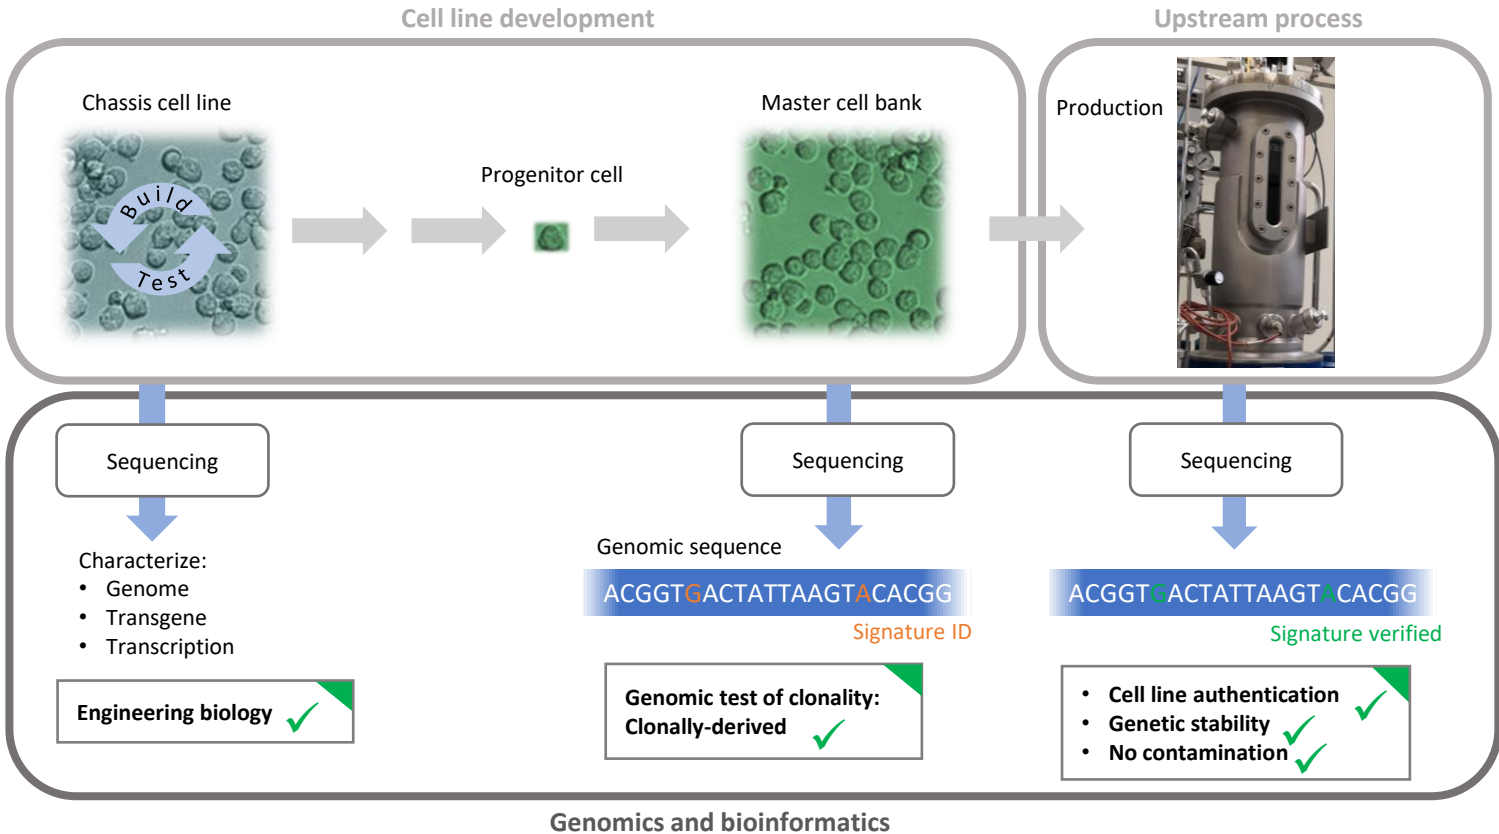 Cell line development
Upstream process
Chassis cell line
Build
Test
Progenitor cell
Master cell bank
Production
Sequencing
Sequencing
Sequencing
Characterize:
• Genome
• Transgene
• Transcription
Engineering biology
Genomic sequence
ACGGTGACTATTAAGTACACGG
Signature ID
Genomic test of clonality:
Clonally-derived
ACGGTGACTATTAAGTACACGG
Signature verified
• Cell line authentication
• Genetic stability
• No contamination
Genomics and bioinformatics